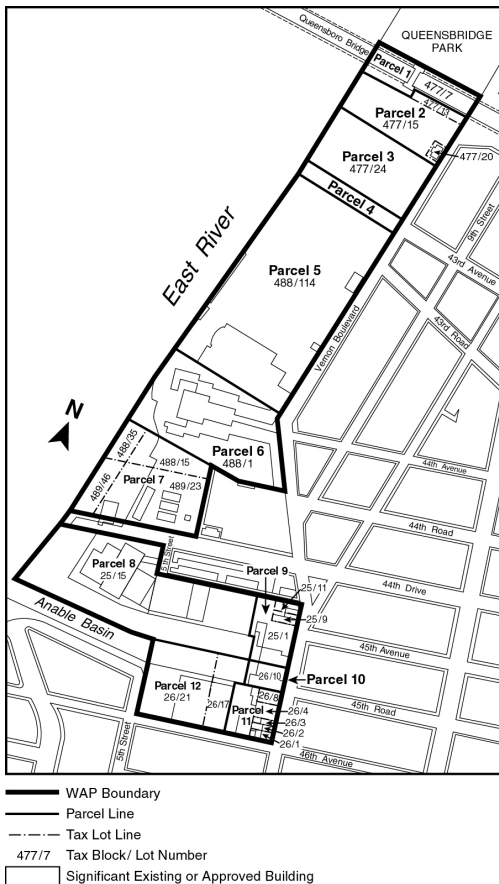 QUEENSBRIDGE
PARK
Queensboro Bridge
Parcel 1
477/7
477/13
Parcel 2
477/15
477/20
Parcel 3
477/24
Parcel 4
9th Street
43rd Avenue
East River
Parcel 5
488/114
43rd Road
Vernon Boulevard
N
Parcel 6
488/1
44th Avenue
488/35
488/15
489/46
489/23
Parcel 7
44th Road
5th Street
Parcel 8
25/15
Parcel 9
44th Drive
25/11
25/9
25/1
Anable Basin
45th Avenue
26/10
Parcel 10
Parcel 12
26/21
26/17
26/8
Parcel
11
26/4
26/3
26/2
26/1
45th Road
5th Street
46th Avenue
WAP Boundary
Parcel Line
Tax Lot Line
477/7 Tax Block/ Lot Number
Significant Existing or Approved Building